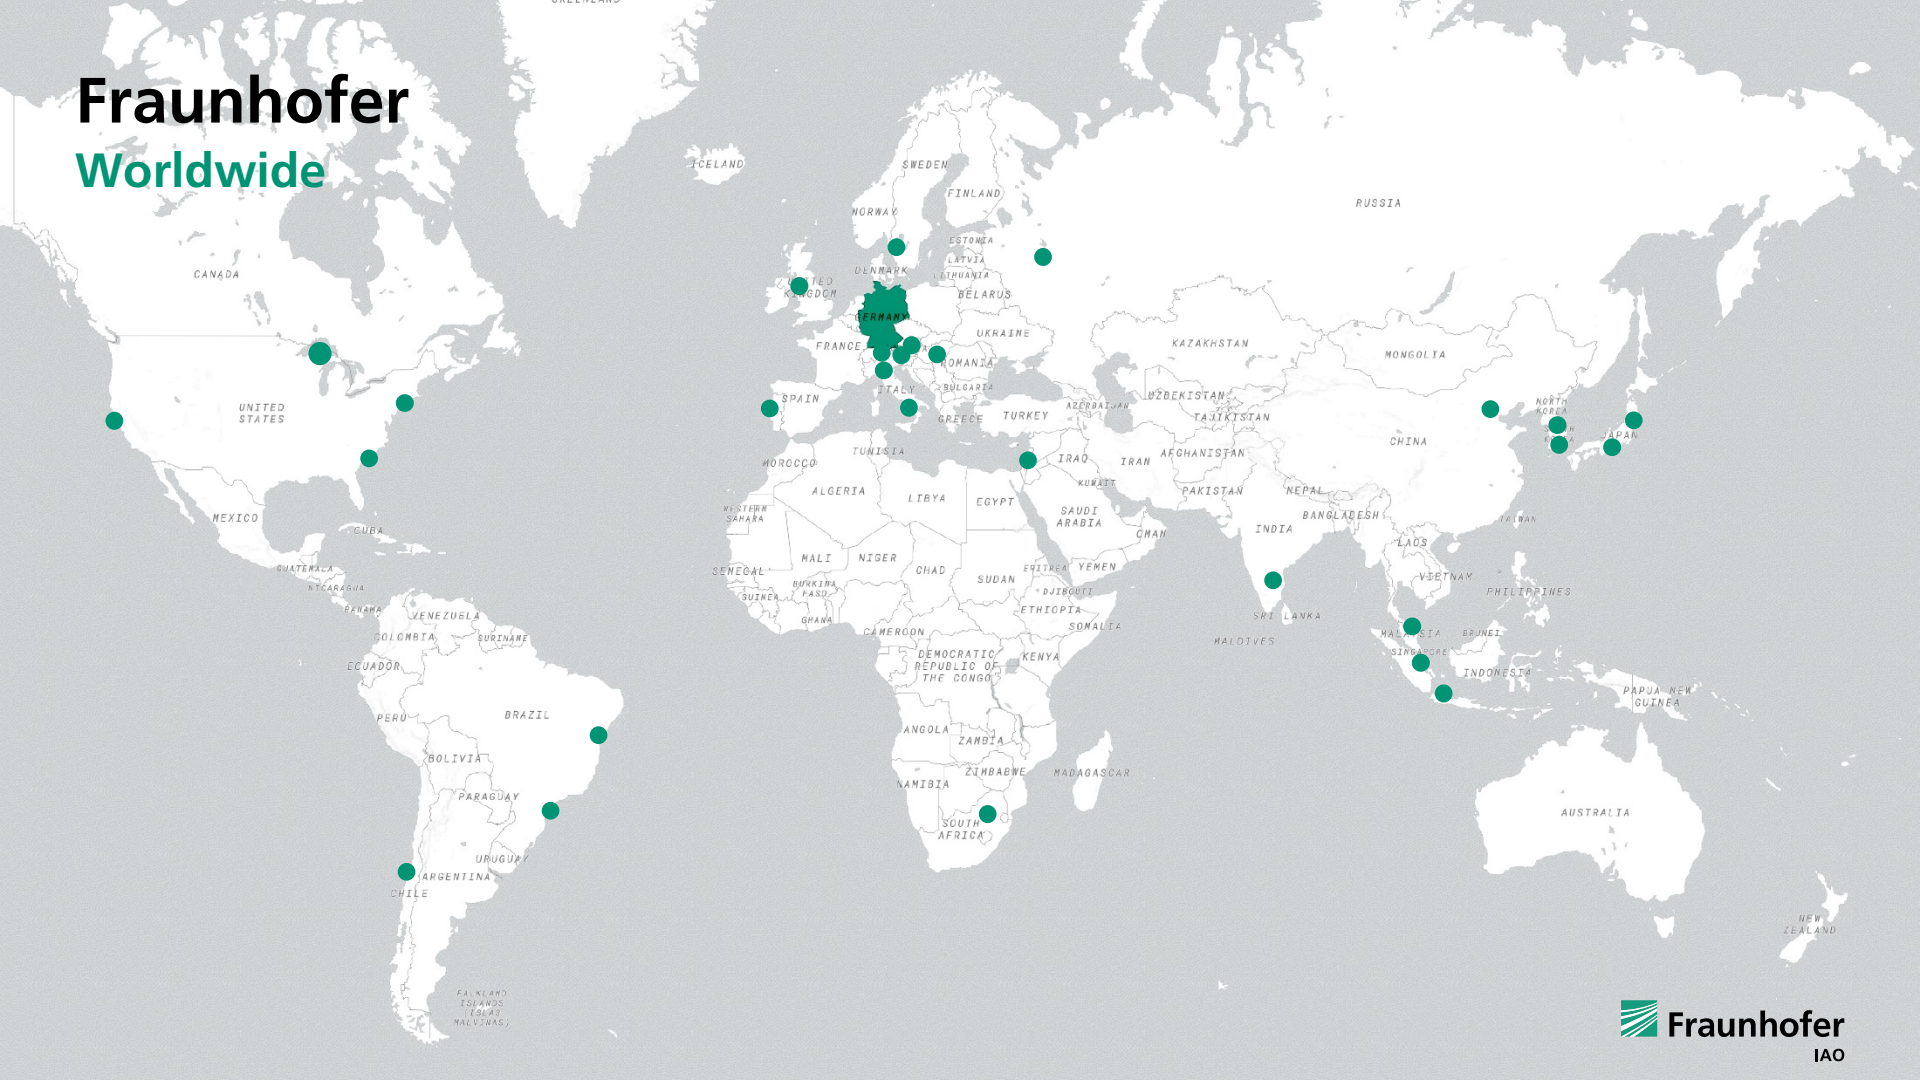 GREENLAND
Fraunhofer
Worldwide
ICELAND
SWEDEN
FINLAND
NORWAY
RUSSIA
ESTONIA
LATVIA
LITHUANIA
DENMARK
CANADA
UNITED
KINGDOM
BELARUS
GERMANY
UKRAINE
FRANCE
KAZAKHSTAN
MONGOLIA
ROMANIA
ITALY
BULGARIA
SPAIN
UZBEKISTAN
NORTH
KOREA
UNITED
STATES
AZERBAIJAN
TURKEY
GREECE
TAJIKISTAN
JAPAN
CHINA
TUNISIA
MOROCCO
IRAQ
IRAN
AFGHANISTAN
KUWAIT
ALGERIA
LIBYA
EGYPT
PAKISTAN
NEPAL
WESTERN
SAHARA
SAUDI
ARABIA
BANGLADESH
TAIWAN
MEXICO
CUBA
INDIA
OMAN
LAOS
MALI
NIGER
CHAD
SUDAN
ERITREA
YEMEN
GUATEMALA
SENEGAL
VIETNAM
NICARAGUA
BURKINA
FASO
DJIBOUTI
PHILIPPINES
GUINEA
PANAMA
VENEZUELA
GHANA
ETHIOPIA
SRI LANKA
COLOMBIA
SURINAME
CAMEROON
SOMALIA
MALDIVES
MALAYSIA
BRUNEI
SINGAPORE
ECUADOR
DEMOCRATIC
REPUBLIC OF
THE CONGO
KENYA
INDONESIA
PAPUA NEW
GUINEA
PERU
BRAZIL
ANGOLA
ZAMBIA
BOLIVIA
ZIMBABWE
MADAGASCAR
NAMIBIA
PARAGUAY
AUSTRALIA
SOUTH
AFRICA
URUGUAY
ARGENTINA
CHILE
NEW
ZEALAND
FALKLAND
ISLANDS
(ISLAS
MALVINAS)
Fraunhofer
IAO